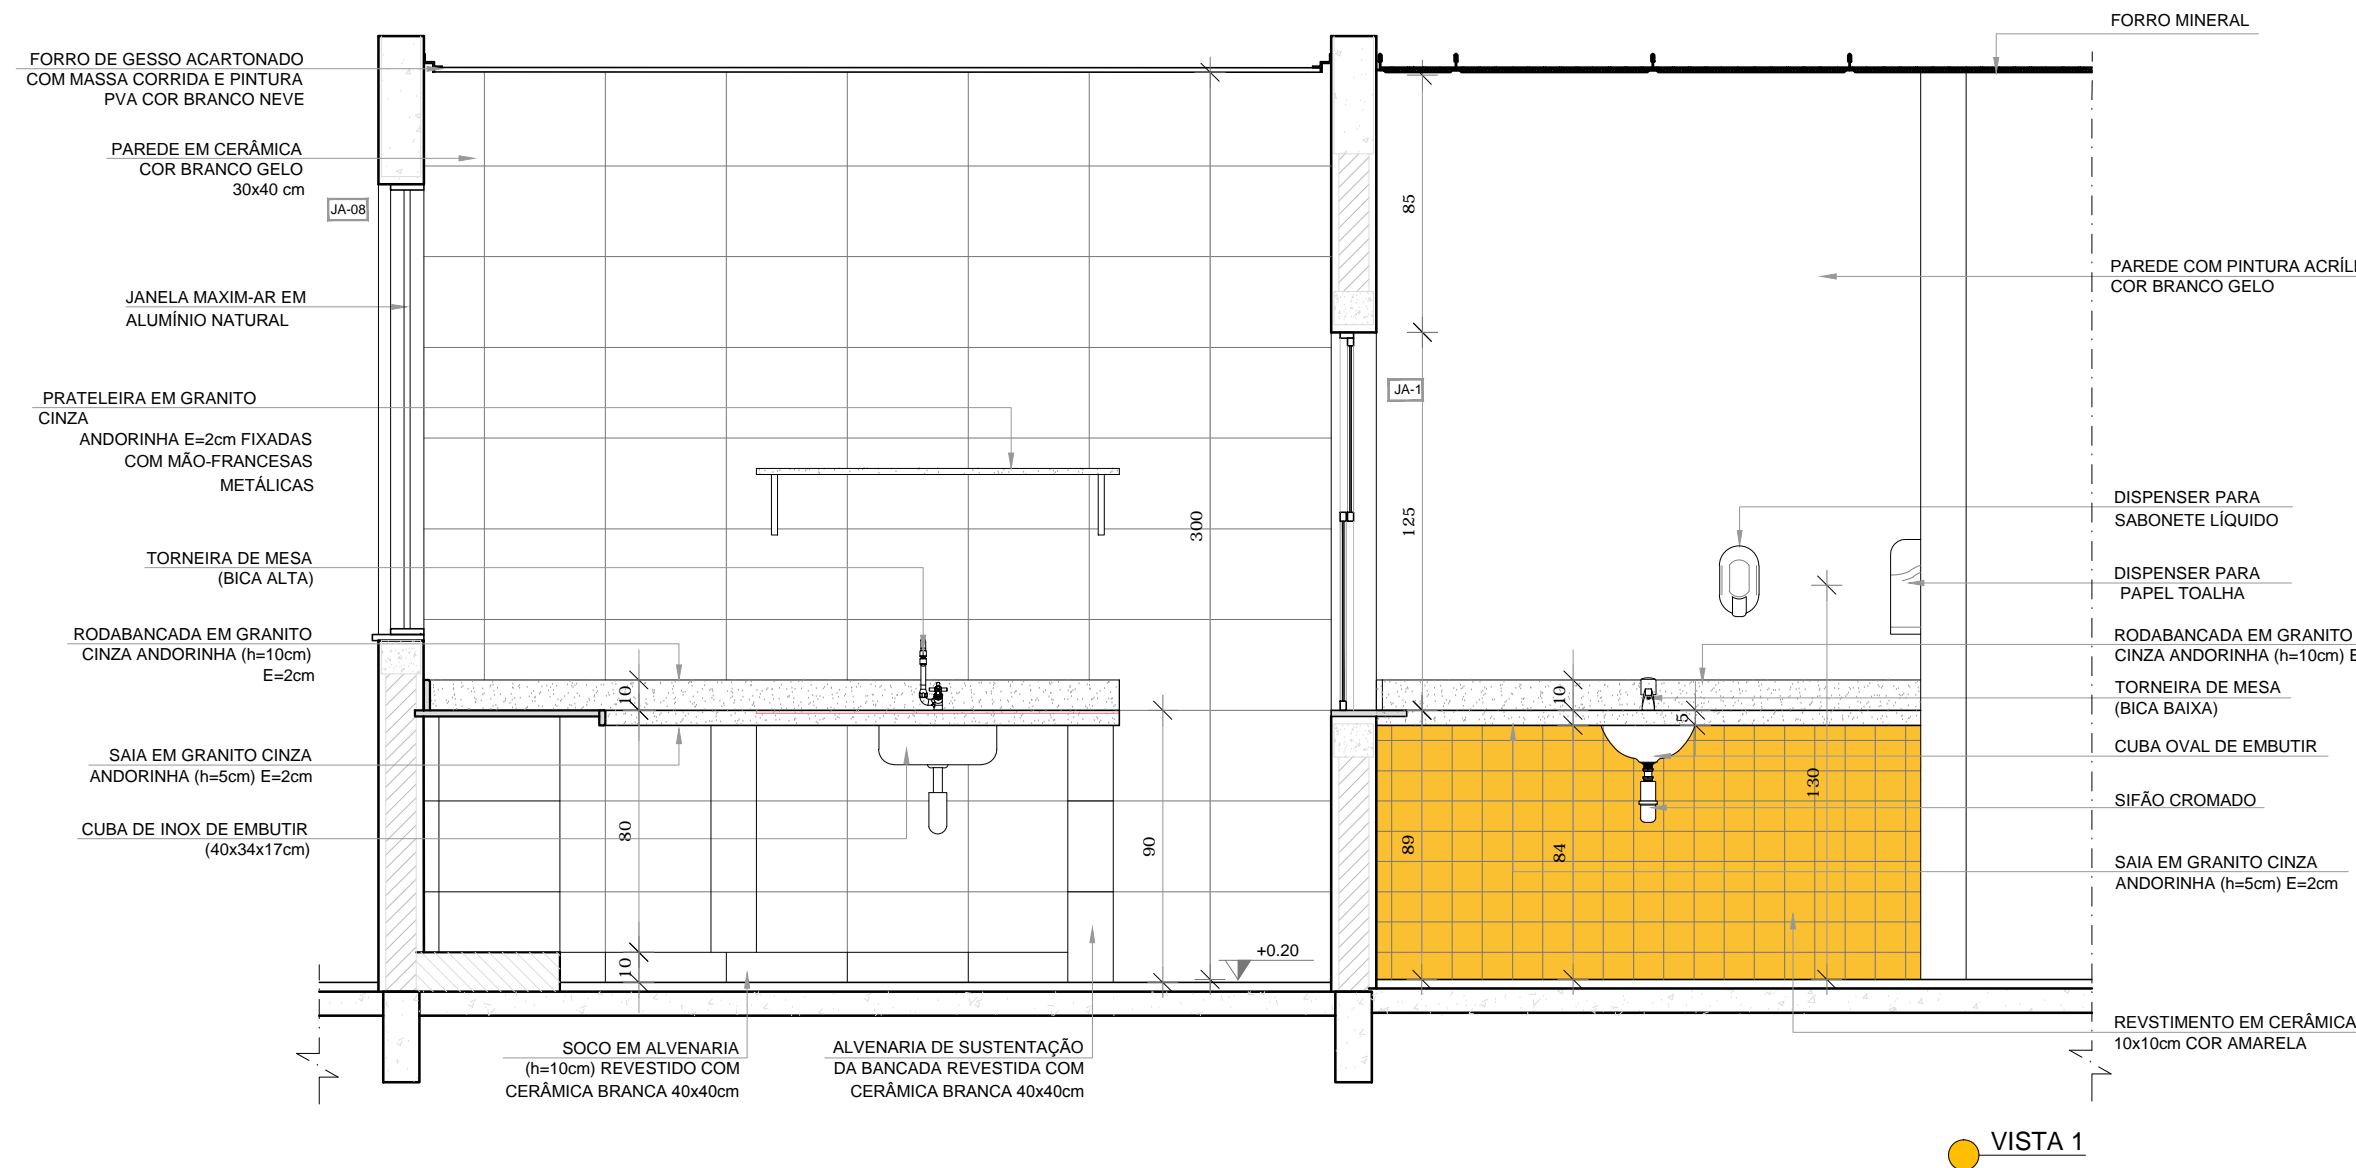 FORRO DE GESSO ACARTONADO
COM MASSA CORRIDA E PINTURA
PVA COR BRANCO NEVE
PAREDE EM CERÂMICA
COR BRANCO GELO
30x40 cm
JA-08
JANELA MAXIM-AR EM
ALUMÍNIO NATURAL
PRATELEIRA EM GRANITO
CINZA
ANDORINHA E=2cm FIXADAS
COM MÃO-FRANCESAS
METÁLICAS
TORNEIRA DE MESA
(BICA ALTA)
RODABANCADA EM GRANITO
CINZA ANDORINHA (h=10cm)
E=2cm
SAIA EM GRANITO CINZA
ANDORINHA (h=5cm) E=2cm
CUBA DE INOX DE EMBUTIR
(40x34x17cm)
10
80
10
90
300
+0.20
SOCO EM ALVENARIA
(h=10cm) REVESTIDO COM
CERÂMICA BRANCA 40x40cm
ALVENARIA DE SUSTENTAÇÃO
DA BANCADA REVESTIDA COM
CERÂMICA BRANCA 40x40cm
85
JA-1
125
89
10
84
5
130
FORRO MINERAL
PAREDE COM PINTURA ACRÍL
COR BRANCO GELO
DISPENSER PARA
SABONETE LÍQUIDO
DISPENSER PARA
PAPEL TOALHA
RODABANCADA EM GRANITO
CINZA ANDORINHA (h=10cm) E
TORNEIRA DE MESA
(BICA BAIXA)
CUBA OVAL DE EMBUTIR
SIFÃO CROMADO
SAIA EM GRANITO CINZA
ANDORINHA (h=5cm) E=2cm
REVSTIMENTO EM CERÂMICA
10x10cm COR AMARELA
VISTA 1